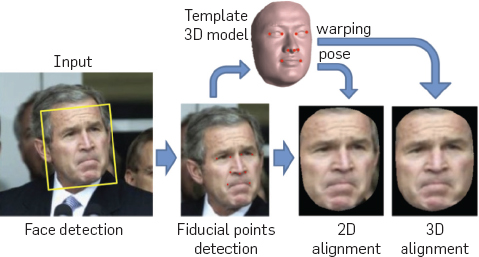 Template
3D model
warping
pose
Input
Face detection
Fiducial points
detection
2D
alignment
3D
alignment